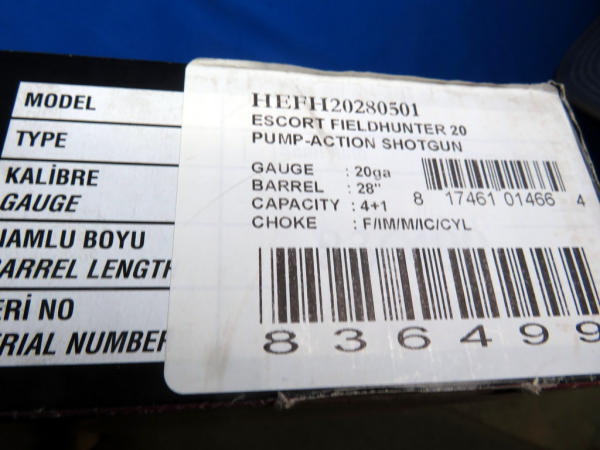 MODEL
TYPE
KALİBRE
GAUGE
NAMLU BOYU
BARREL LENGTH
SERİ NO
SERIAL NUMBER
HEFH20280501
ESCORT FIELDHUNTER 20
PUMP-ACTION SHOTGUN
GAUGE : 20ga
BARREL : 28"
CAPACITY : 4+1
CHOKE : F/IM/M/IC/CYL
8 17461 01466 4
836499